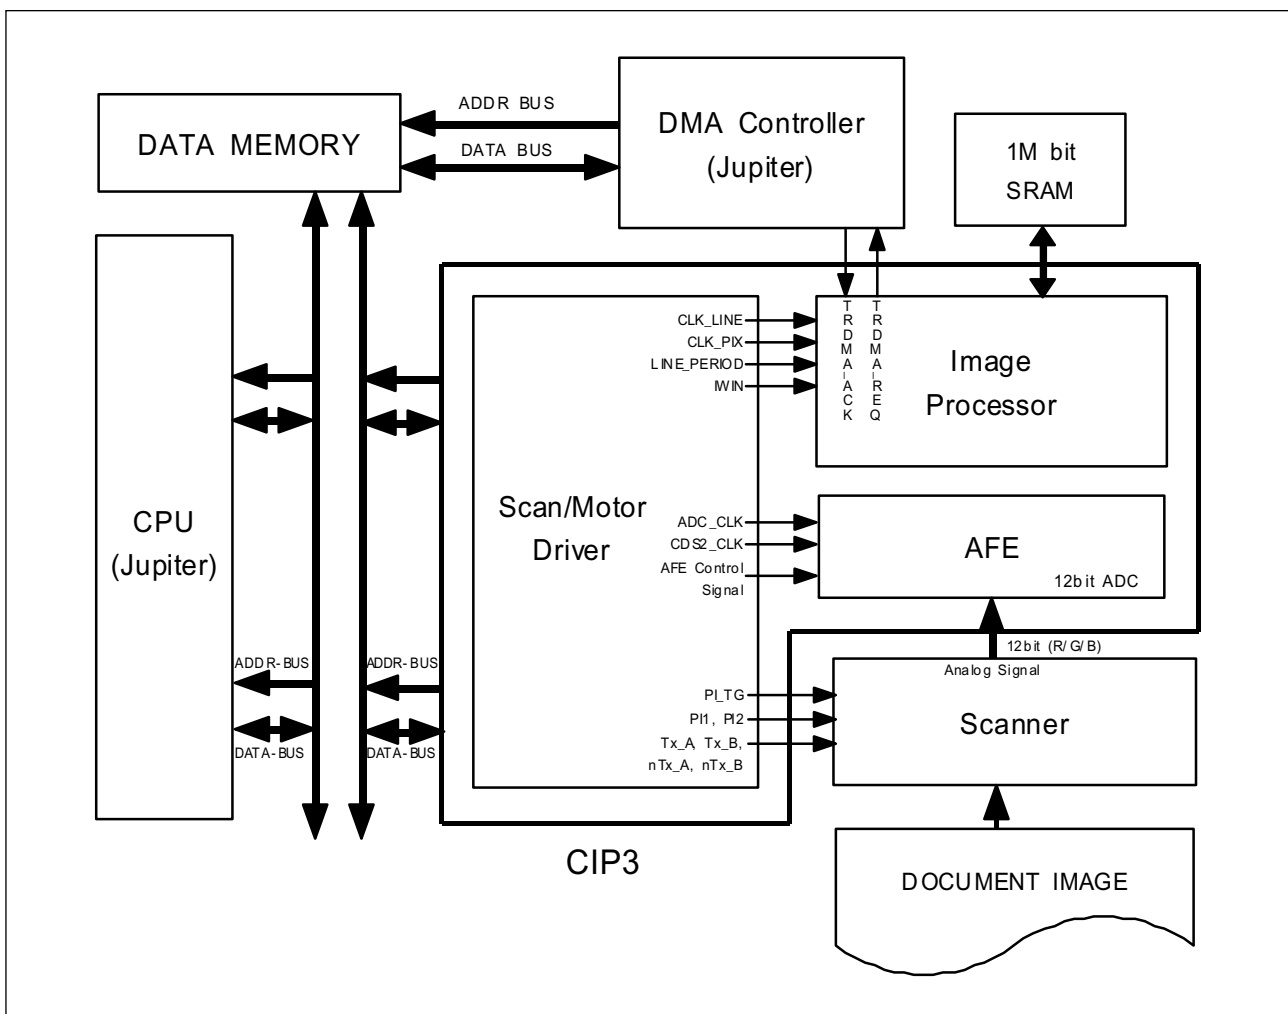 ADDR BUS
DATA BUS
DATA MEMORY
DMA Controller
(Jupiter)
1M bit
SRAM
CLK_LINE
CLK_PIX
LINE_PERIOD
IWIN
TRDMA_ACK
TRDMA_REQ
Image
Processor
CPU
(Jupiter)
Scan/Motor
Driver
ADC_CLK
CDS2_CLK
AFE Control
Signal
AFE
12bit ADC
12bit (R/G/B)
Analog Signal
ADDR-BUS
ADDR-BUS
DATA-BUS
DATA-BUS
PI_TG
PI1, PI2
Tx_A, Tx_B,
nTx_A, nTx_B
Scanner
CIP3
DOCUMENT IMAGE